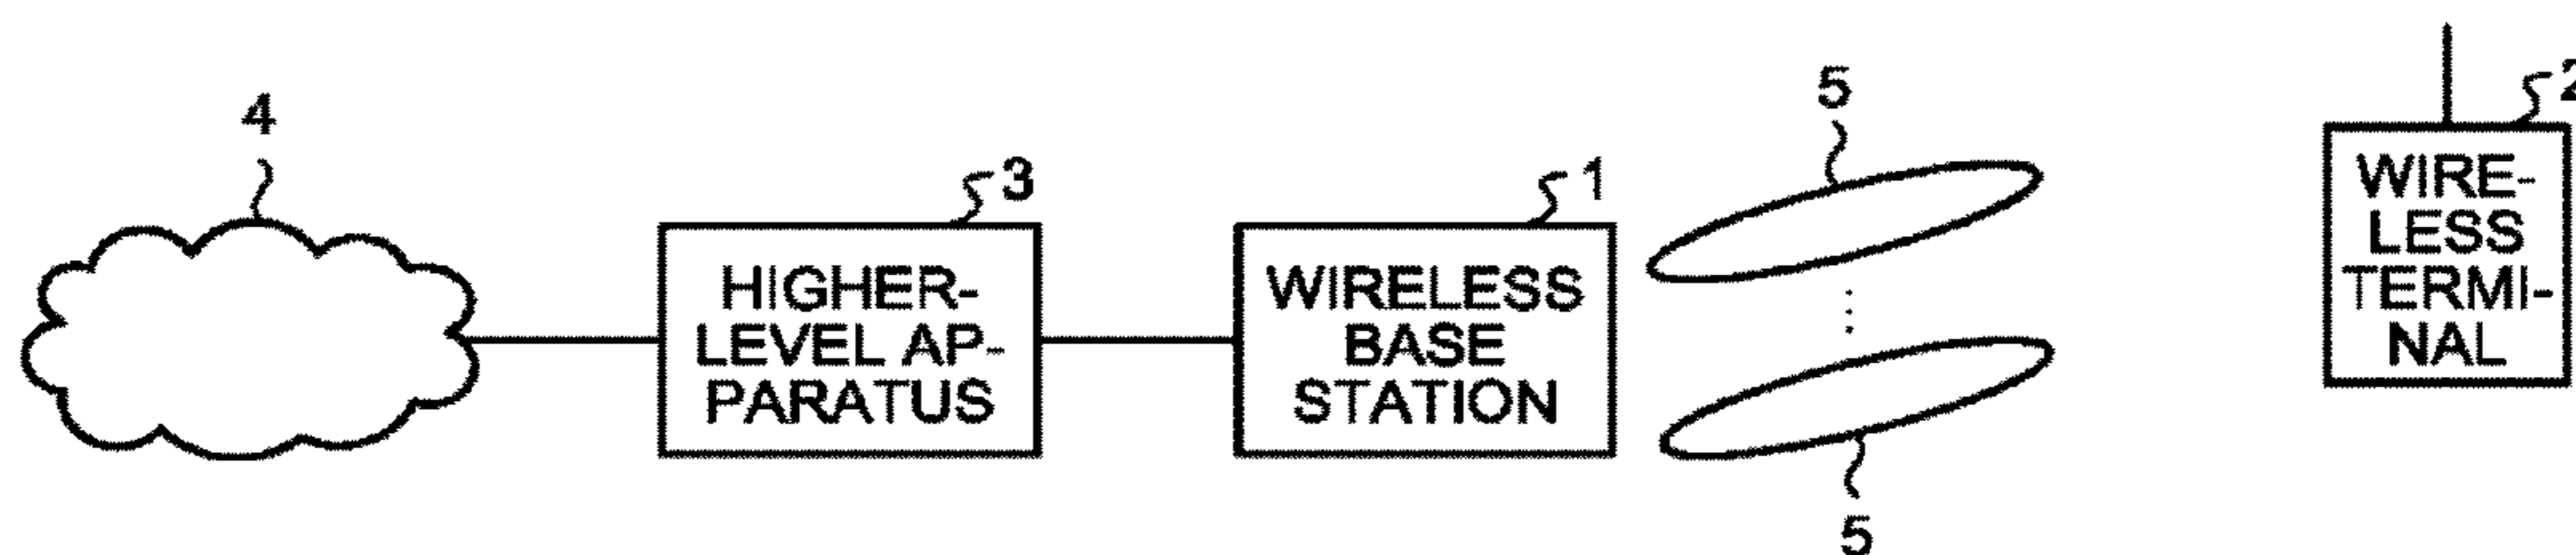 4
3
1
5
2
HIGHER-
LEVEL AP-
PARATUS
WIRELESS
BASE
STATION
WIRE-
LESS
TERMI-
NAL
5